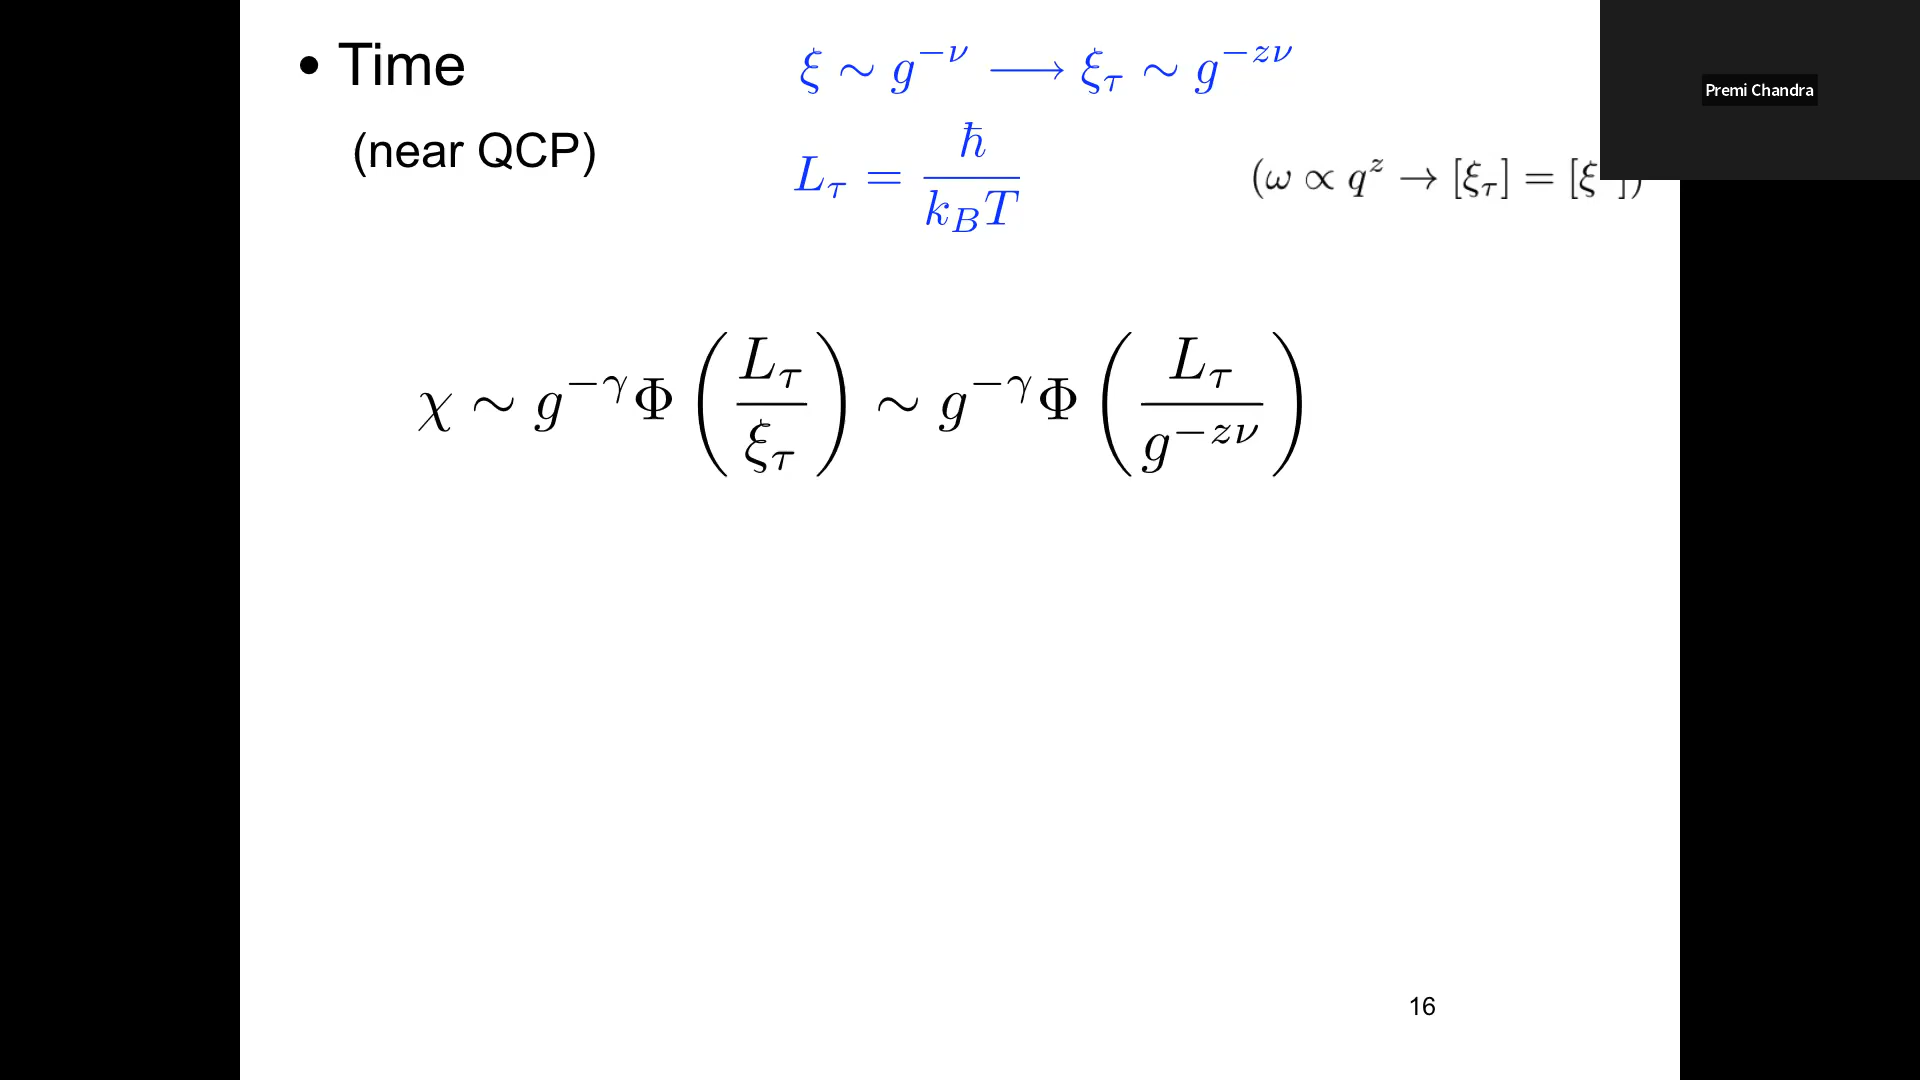 • Time
ξ ∼ g^{−ν} ⟶ ξ_τ ∼ g^{−zν}
Premi Chandra
(near QCP)
L_τ = ħ / k_B T
(ω ∝ q^z → [ξ_τ] = [ξ ])
χ ∼ g^{−γ} Φ (L_τ / ξ_τ) ∼ g^{−γ} Φ (L_τ / g^{−zν})
16